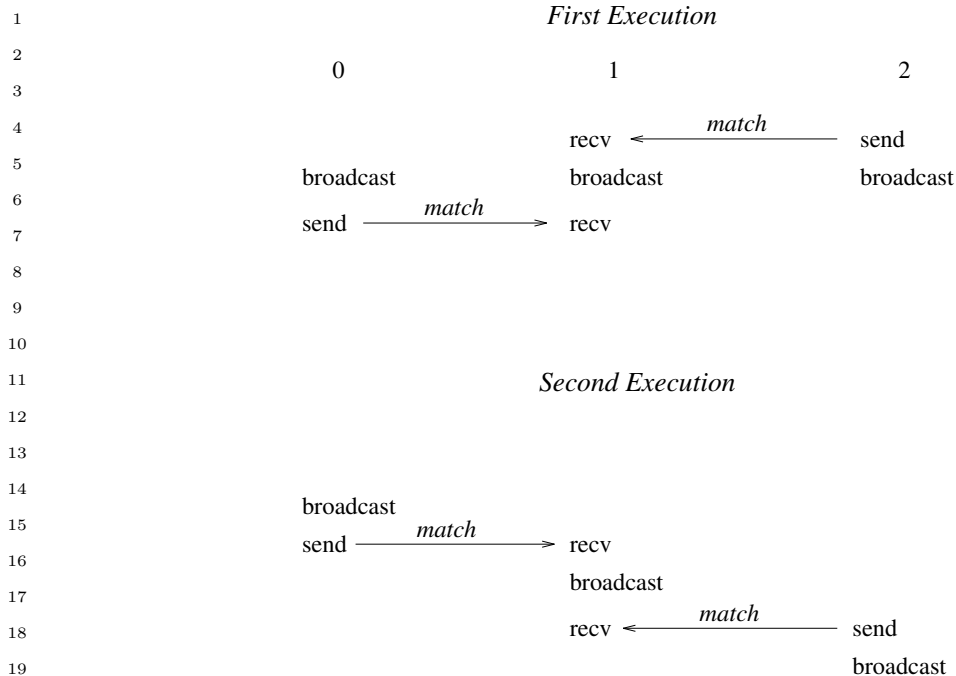 1
First Execution
2
0 1 2
3
4
match
recv send
5
broadcast broadcast broadcast
6
match
send recv
7
8
9
10
11
Second Execution
12
13
14
broadcast
15
match
send recv
16
broadcast
17
match
18
recv send
19
broadcast